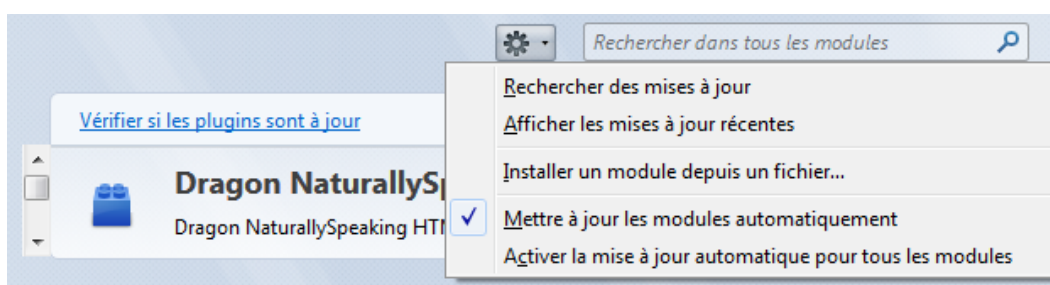 Rechercher dans tous les modules
Rechercher des mises à jour
Vérifier si les plugins sont à jour
Afficher les mises à jour récentes
Installer un module depuis un fichier...
Dragon
Mettre à jour les modules automatiquement
Dragon NaturallySpeaking
Activer la mise à jour automatique pour tous les modules